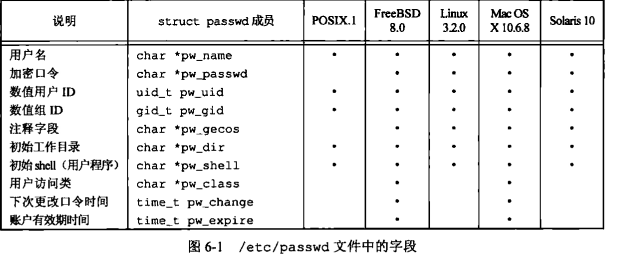 说明 struct passwd 成员 POSIX.1 FreeBSD 8.0 Linux 3.2.0 Mac OS X 10.6.8 Solaris 10
用户名 char *pw_name • • • • •
加密口令 char *pw_passwd • • • •
数值用户 ID uid_t pw_uid • • • • •
数值组 ID gid_t pw_gid • • • • •
注释字段 char *pw_gecos • • • •
初始工作目录 char *pw_dir • • • • •
初始 shell（用户程序） char *pw_shell • • • • •
用户访问类 char *pw_class • •
下次更改口令时间 time_t pw_change • •
账户有效期时间 time_t pw_expire • •
图 6-1 /etc/passwd 文件中的字段